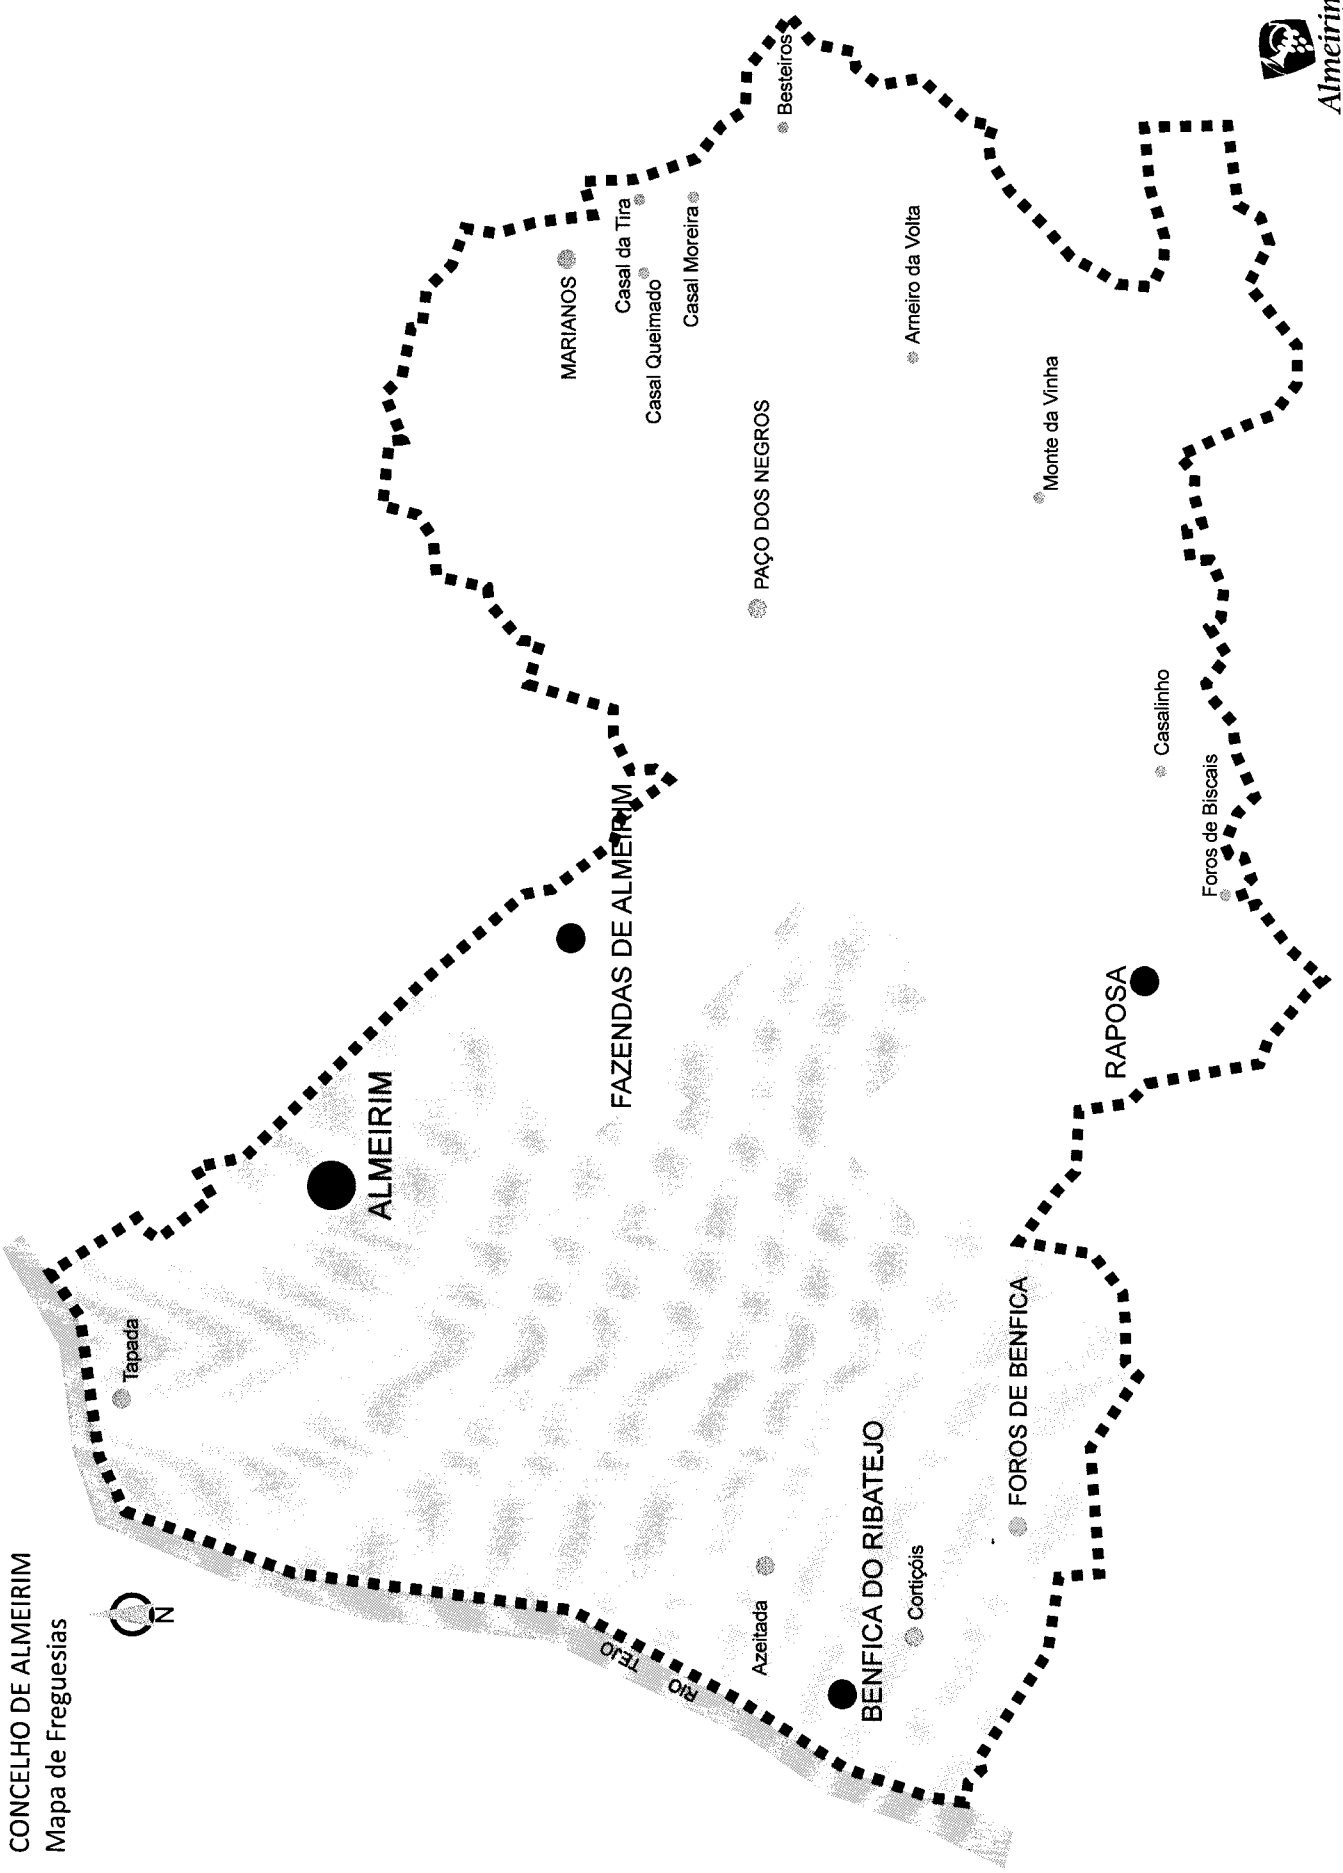 CONCELHO DE ALMEIRIM
Mapa de Freguesias
N
Tapada
ALMEIRIM
FAZENDAS DE ALMEIRIM
MARIANOS
Casal da Tira
Casal Queimado
Casal Moreira
Besteiros
PAÇO DOS NEGROS
Arneiro da Volta
Monte da Vinha
Casalinho
Foros de Biscais
RAPOSA
RIO
TEJO
Azeitada
BENFICA DO RIBATEJO
Cortiçóis
FOROS DE BENFICA
Almeirim